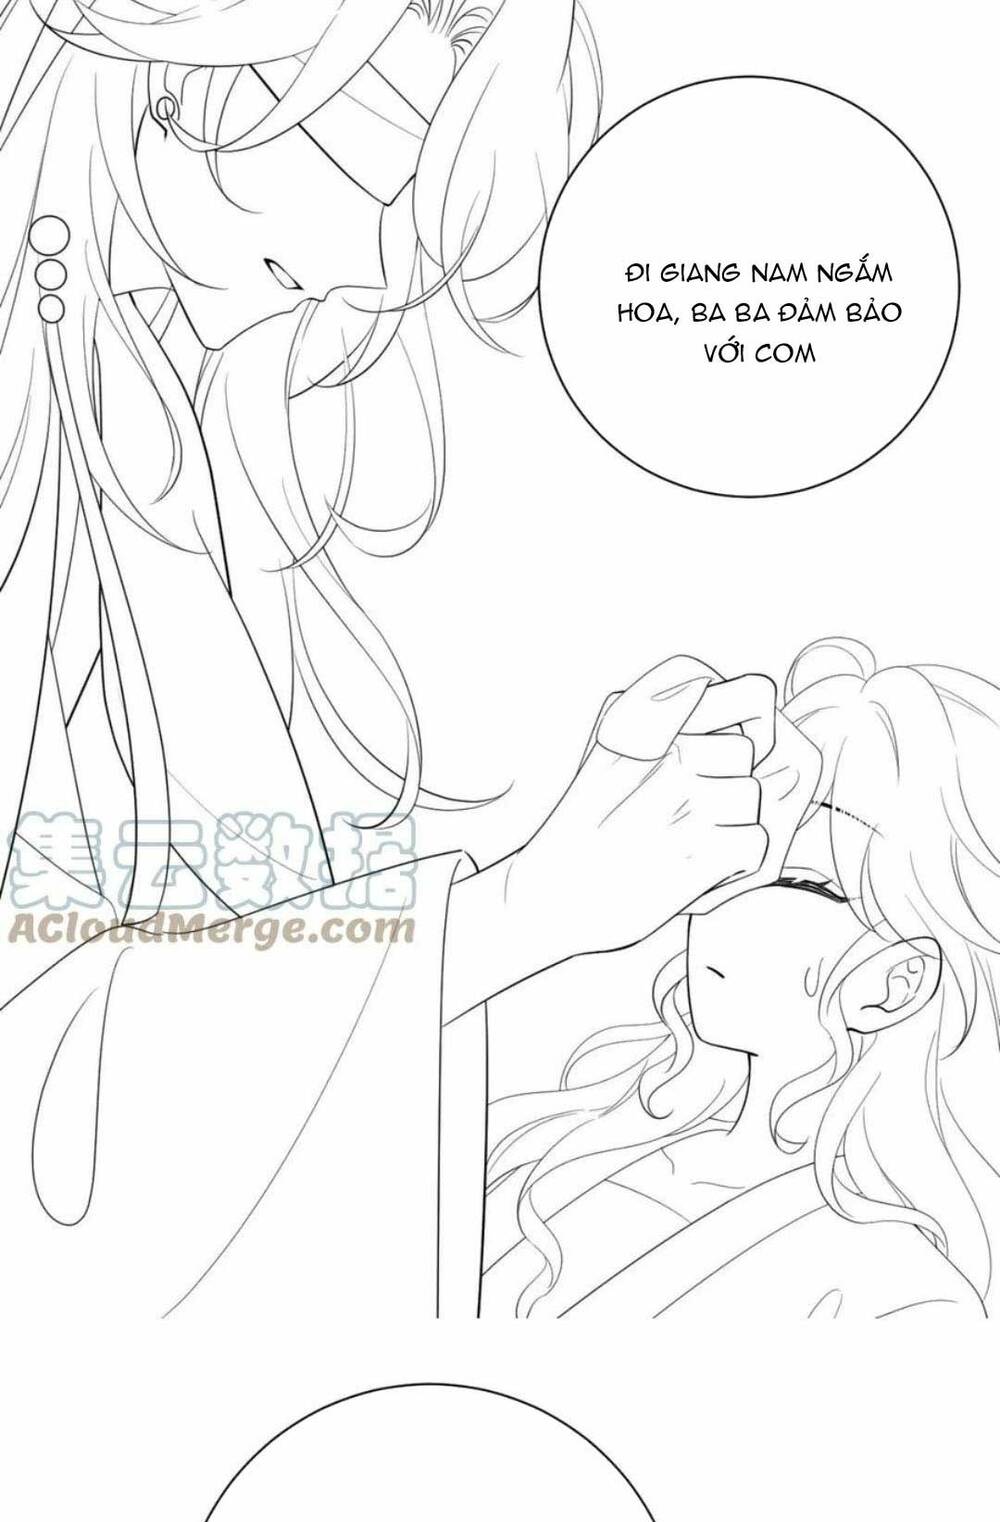 ĐI GIANG NAM NGẮM
HOA, BA BA ĐẢM BẢO
VỚI COM
集云数据
ACloudMerge.com